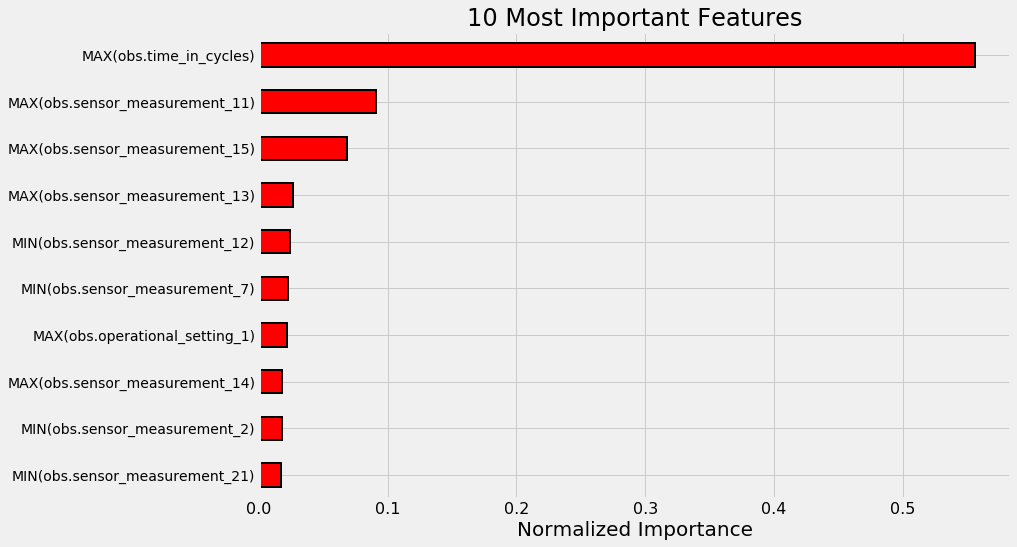 10 Most Important Features
MAX(obs.time_in_cycles)
MAX(obs.sensor_measurement_11)
MAX(obs.sensor_measurement_15)
MAX(obs.sensor_measurement_13)
MIN(obs.sensor_measurement_12)
MIN(obs.sensor_measurement_7)
MAX(obs.operational_setting_1)
MAX(obs.sensor_measurement_14)
MIN(obs.sensor_measurement_2)
MIN(obs.sensor_measurement_21)
0.0 0.1 0.2 0.3 0.4 0.5
Normalized Importance